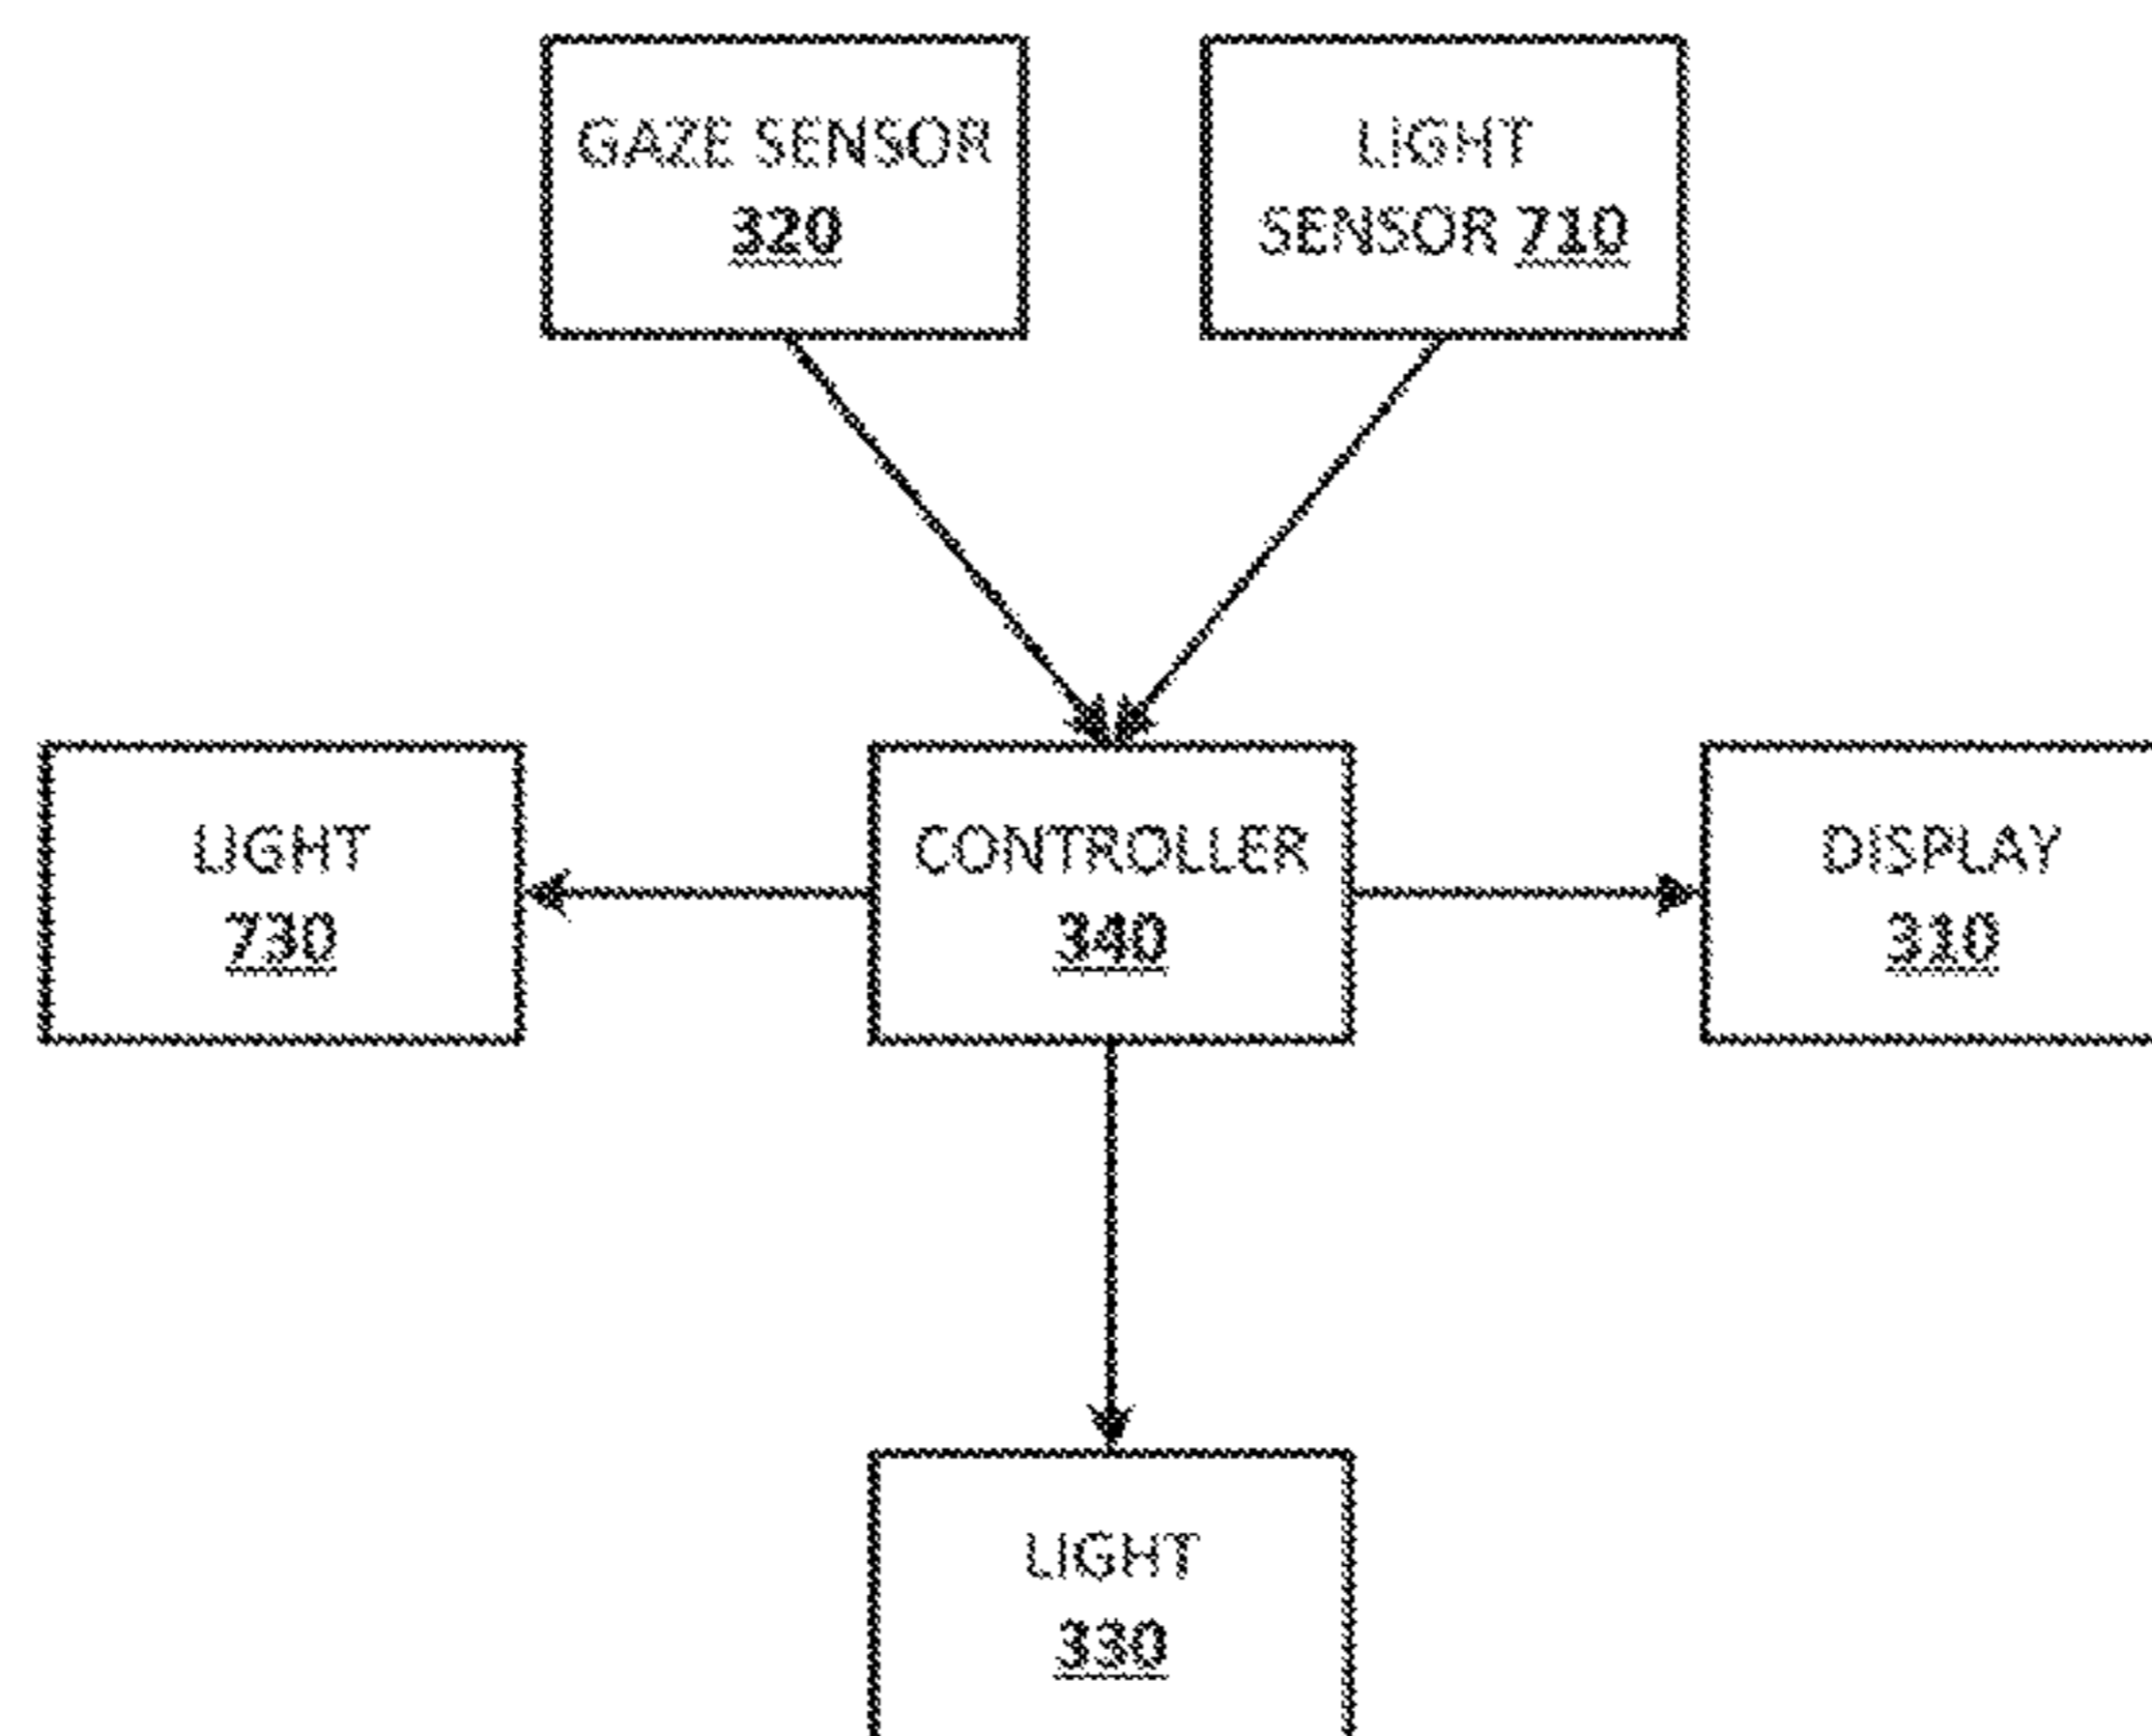 GAZE SENSOR
320
LIGHT
SENSOR 710
LIGHT
730
CONTROLLER
340
DISPLAY
310
LIGHT
330